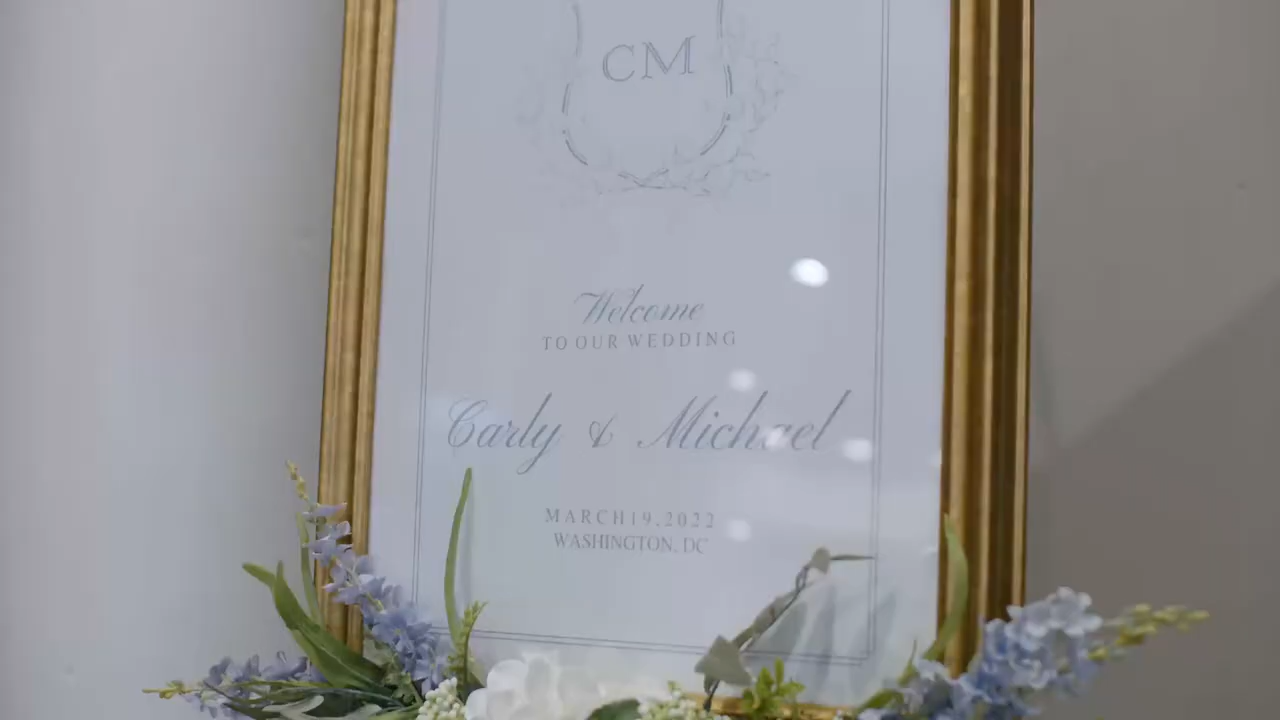 CM
Welcome
TO OUR WEDDING
Carly & Michael
MARCH 19, 2022
WASHINGTON, DC